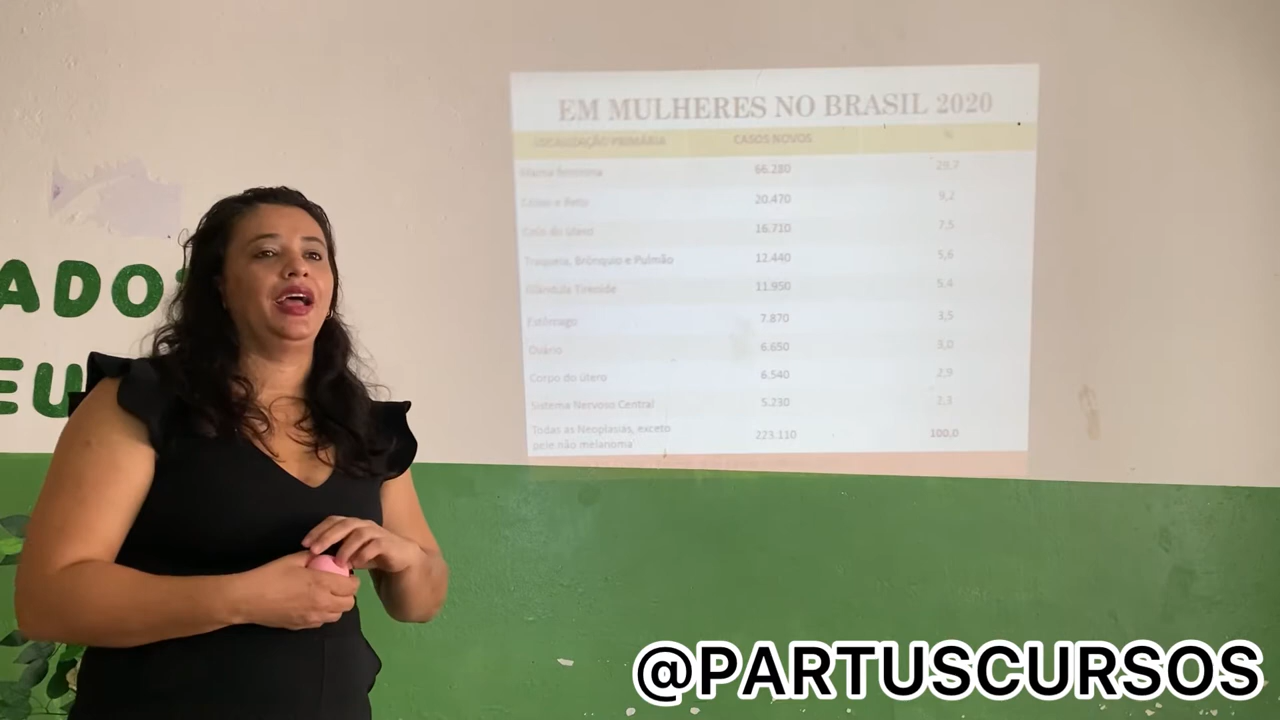 ADO
EU
EM MULHERES NO BRASIL 2020
LOCALIZAÇÃO PRIMÁRIA CASOS NOVOS %
Mama feminina 66.280 29,7
Cólon e Reto 20.470 9,2
Colo do útero 16.710 7,5
Traqueia, Brônquio e Pulmão 12.440 5,6
Glândula Tireoide 11.950 5,4
Estômago 7.870 3,5
Ovário 6.650 3,0
Corpo do útero 6.540 2,9
Sistema Nervoso Central 5.230 2,3
Todas as Neoplasias, exceto
pele não melanoma 223.110 100,0
@PARTUSCURSOS